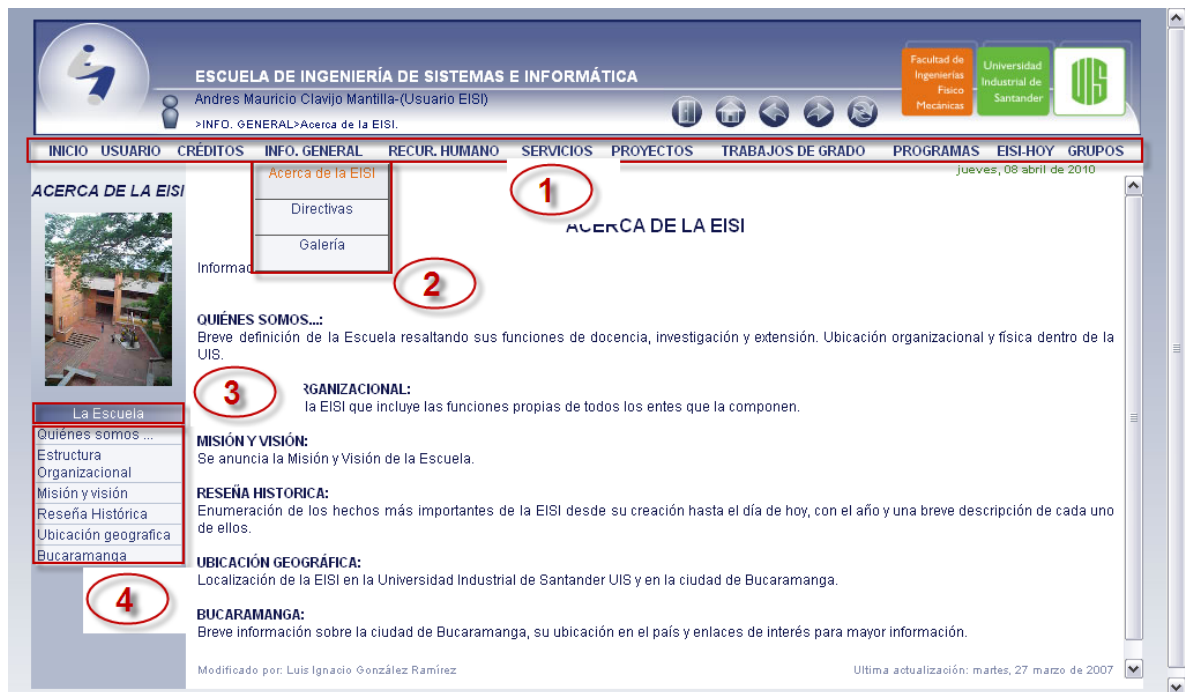 ESCUELA DE INGENIERÍA DE SISTEMAS E INFORMÁTICA
Andres Mauricio Clavijo Mantilla-(Usuario EISI)
>INFO. GENERAL>Acerca de la EISI.
Facultad de
Ingenierías
Fisico
Mecánicas
Universidad
Industrial de
Santander
UIS
INICIO USUARIO CRÉDITOS INFO. GENERAL RECUR. HUMANO SERVICIOS PROYECTOS TRABAJOS DE GRADO PROGRAMAS EISI-HOY GRUPOS
jueves, 08 abril de 2010
Acerca de la EISI
Directivas
Galería
1
2
ACERCA DE LA EISI
ACERCA DE LA EISI
QUIÉNES SOMOS...:
Breve definición de la Escuela resaltando sus funciones de docencia, investigación y extensión. Ubicación organizacional y física dentro de la
UIS.
3
la EISI que incluye las funciones propias de todos los entes que la componen.
MISIÓN Y VISIÓN:
Se anuncia la Misión y Visión de la Escuela.
RESEÑA HISTORICA:
Enumeración de los hechos más importantes de la EISI desde su creación hasta el día de hoy, con el año y una breve descripción de cada uno
de ellos.
UBICACIÓN GEOGRÁFICA:
Localización de la EISI en la Universidad Industrial de Santander UIS y en la ciudad de Bucaramanga.
BUCARAMANGA:
Breve información sobre la ciudad de Bucaramanga, su ubicación en el país y enlaces de interés para mayor información.
La Escuela
Quiénes somos ...
Estructura
Organizacional
Misión y visión
Reseña Histórica
Ubicación geografica
Bucaramanga
4
Modificado por: Luis Ignacio González Ramírez
Ultima actualización: martes, 27 marzo de 2007